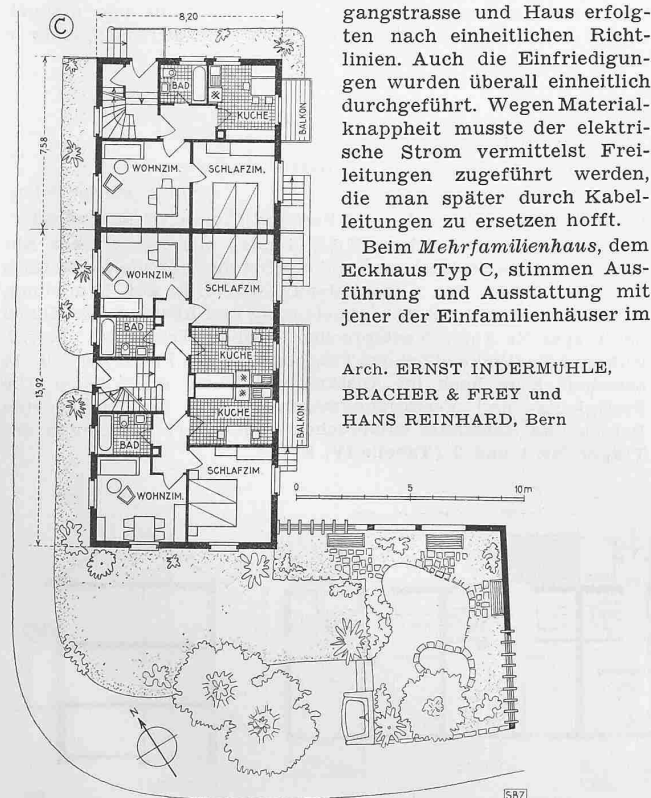 C
8,20
BAD
KÜCHE
BALKON
7,58
WOHNZIM.
SCHLAFZIM.
WOHNZIM.
SCHLAFZIM.
BAD
KÜCHE
13,92
KÜCHE
BALKON
BAD
SCHLAFZIM
WOHNZIM.
0 5 10 m
N
SBZ
gangstrasse und Haus erfolg-
ten nach einheitlichen Richt-
linien. Auch die Einfriedigun-
gen wurden überall einheitlich
durchgeführt. Wegen Material-
knappheit musste der elektri-
sche Strom vermittelst Frei-
leitungen zugeführt werden,
die man später durch Kabel-
leitungen zu ersetzen hofft.
Beim Mehrfamilienhaus, dem
Eckhaus Typ C, stimmen Aus-
führung und Ausstattung mit
jener der Einfamilienhäuser im
Arch. ERNST INDERMÜHLE,
BRACHER & FREY und
HANS REINHARD, Bern